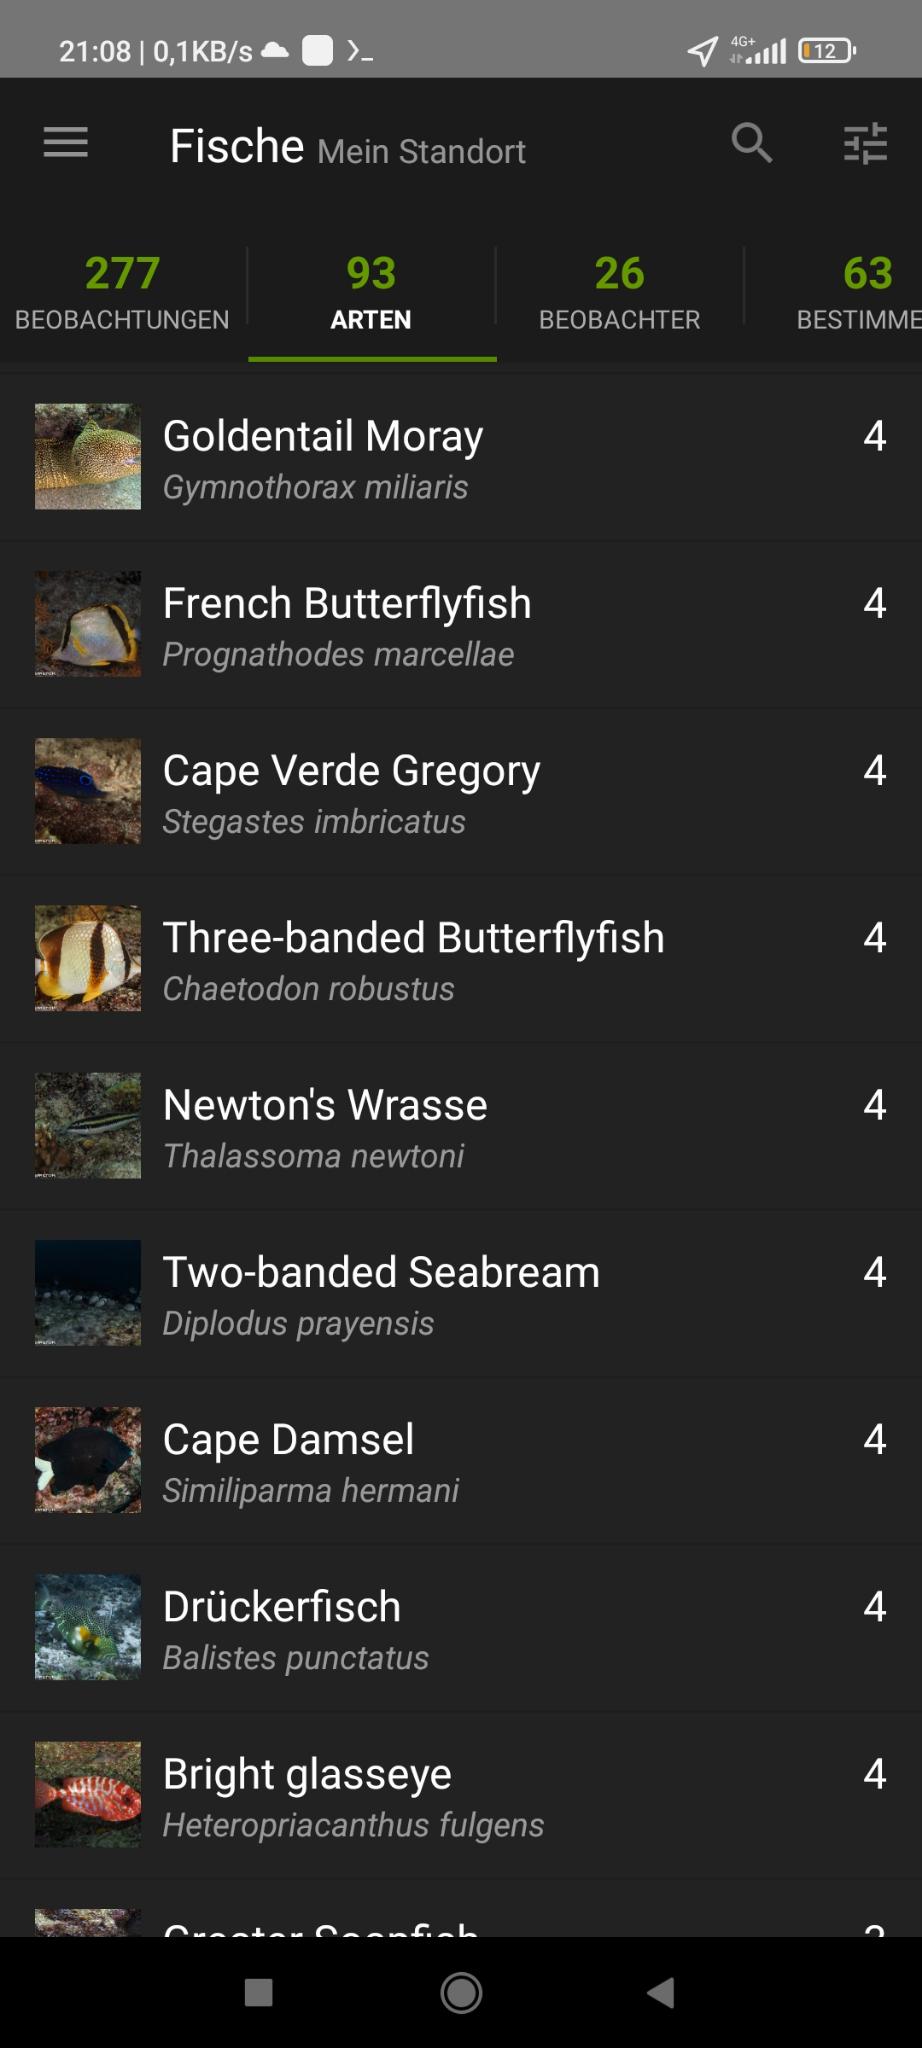 21:08 | 0,1KB/s
4G+
12
Fische Mein Standort
277 93 26 63
BEOBACHTUNGEN ARTEN BEOBACHTER BESTIMME
Goldentail Moray 4
Gymnothorax miliaris
French Butterflyfish 4
Prognathodes marcellae
Cape Verde Gregory 4
Stegastes imbricatus
Three-banded Butterflyfish 4
Chaetodon robustus
Newton's Wrasse 4
Thalassoma newtoni
Two-banded Seabream 4
Diplodus prayensis
Cape Damsel 4
Similiparma hermani
Drückerfisch 4
Balistes punctatus
Bright glasseye 4
Heteropriacanthus fulgens
Greater Soapfish